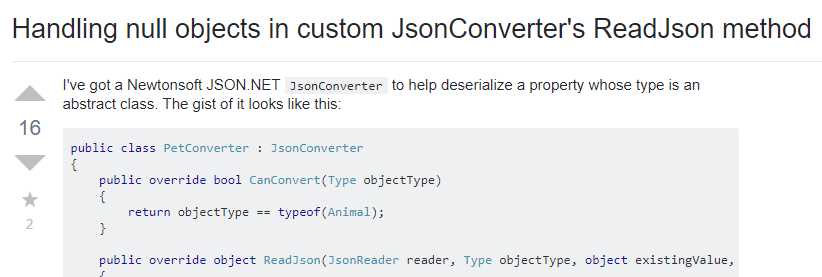 Handling null objects in custom JsonConverter's ReadJson method
I've got a Newtonsoft JSON.NET JsonConverter to help deserialize a property whose type is an
abstract class. The gist of it looks like this:
16
2
public class PetConverter : JsonConverter
{
    public override bool CanConvert(Type objectType)
    {
        return objectType == typeof(Animal);
    }
    public override object ReadJson(JsonReader reader, Type objectType, object existingValue,
    {